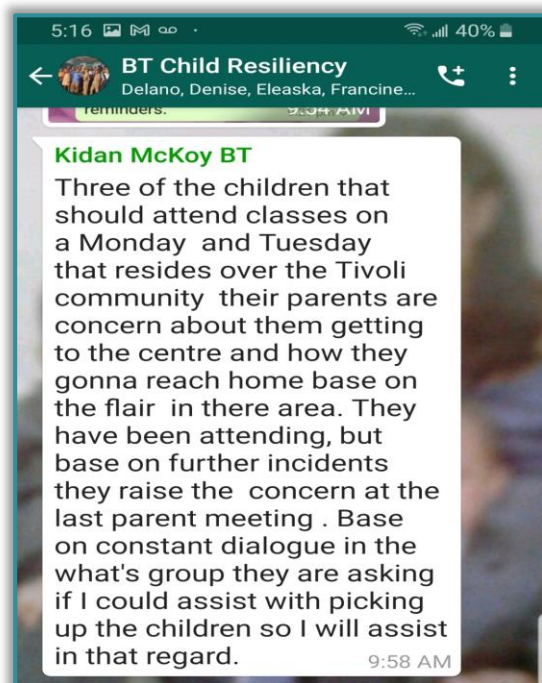 5:16
40%
BT Child Resiliency
Delano, Denise, Eleaska, Francine...
reminders. 9:54 AM
Kidan McKoy BT
Three of the children that
should attend classes on
a Monday and Tuesday
that resides over the Tivoli
community their parents are
concern about them getting
to the centre and how they
gonna reach home base on
the flair in there area. They
have been attending, but
base on further incidents
they raise the concern at the
last parent meeting . Base
on constant dialogue in the
what's group they are asking
if I could assist with picking
up the children so I will assist
in that regard. 9:58 AM